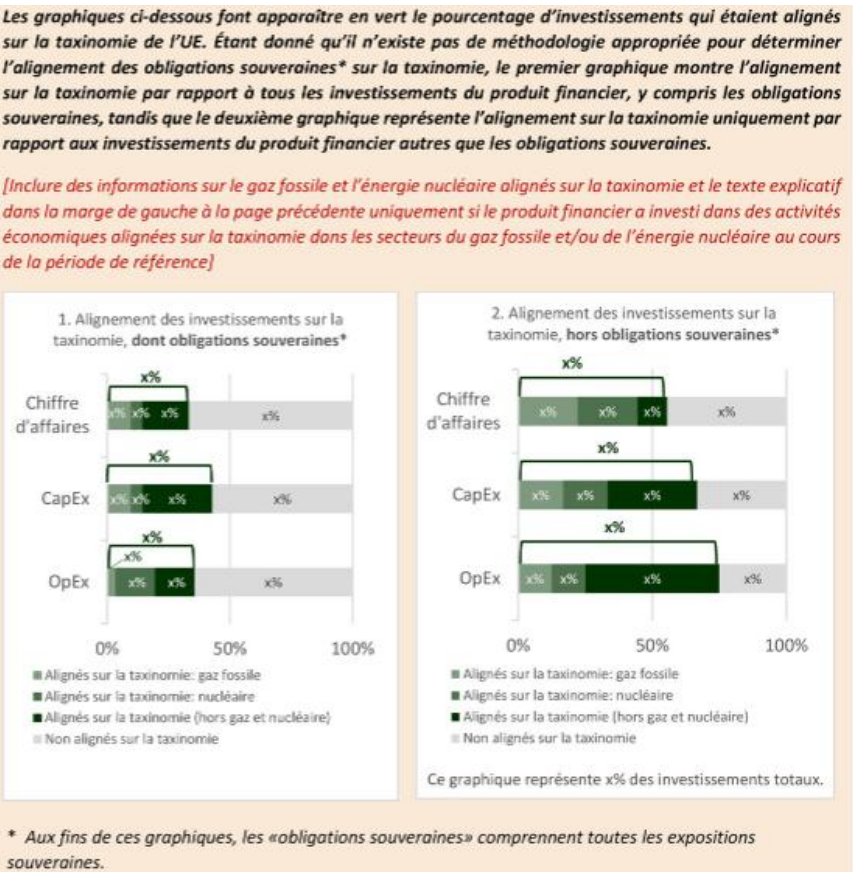 Les graphiques ci-dessous font apparaître en vert le pourcentage d'investissements qui étaient alignés
sur la taxinomie de l'UE. Étant donné qu'il n'existe pas de méthodologie appropriée pour déterminer
l'alignement des obligations souveraines* sur la taxinomie, le premier graphique montre l'alignement
sur la taxinomie par rapport à tous les investissements du produit financier, y compris les obligations
souveraines, tandis que le deuxième graphique représente l'alignement sur la taxinomie uniquement par
rapport aux investissements du produit financier autres que les obligations souveraines.
[Inclure des informations sur le gaz fossile et l'énergie nucléaire alignés sur la taxinomie et le texte explicatif
dans la marge de gauche à la page précédente uniquement si le produit financier a investi dans des activités
économiques alignées sur la taxinomie dans les secteurs du gaz fossile et/ou de l'énergie nucléaire au cours
de la période de référence]
1. Alignement des investissements sur la
taxinomie, dont obligations souveraines*
x%
Chiffre
d'affaires
x% x% x% x%
x%
CapEx x% x% x% x%
x%
x%
OpEx x% x% x%
0% 50% 100%
Alignés sur la taxinomie: gaz fossile
Alignés sur la taxinomie: nucléaire
Alignés sur la taxinomie (hors gaz et nucléaire)
Non alignés sur la taxinomie
2. Alignement des investissements sur la
taxinomie, hors obligations souveraines*
x%
Chiffre
d'affaires
x% x% x% x%
x%
CapEx x% x% x% x%
x%
OpEx x% x% x% x%
0% 50% 100%
Alignés sur la taxinomie: gaz fossile
Alignés sur la taxinomie: nucléaire
Alignés sur la taxinomie (hors gaz et nucléaire)
Non alignés sur la taxinomie
Ce graphique représente x% des investissements totaux.
* Aux fins de ces graphiques, les «obligations souveraines» comprennent toutes les expositions
souveraines.